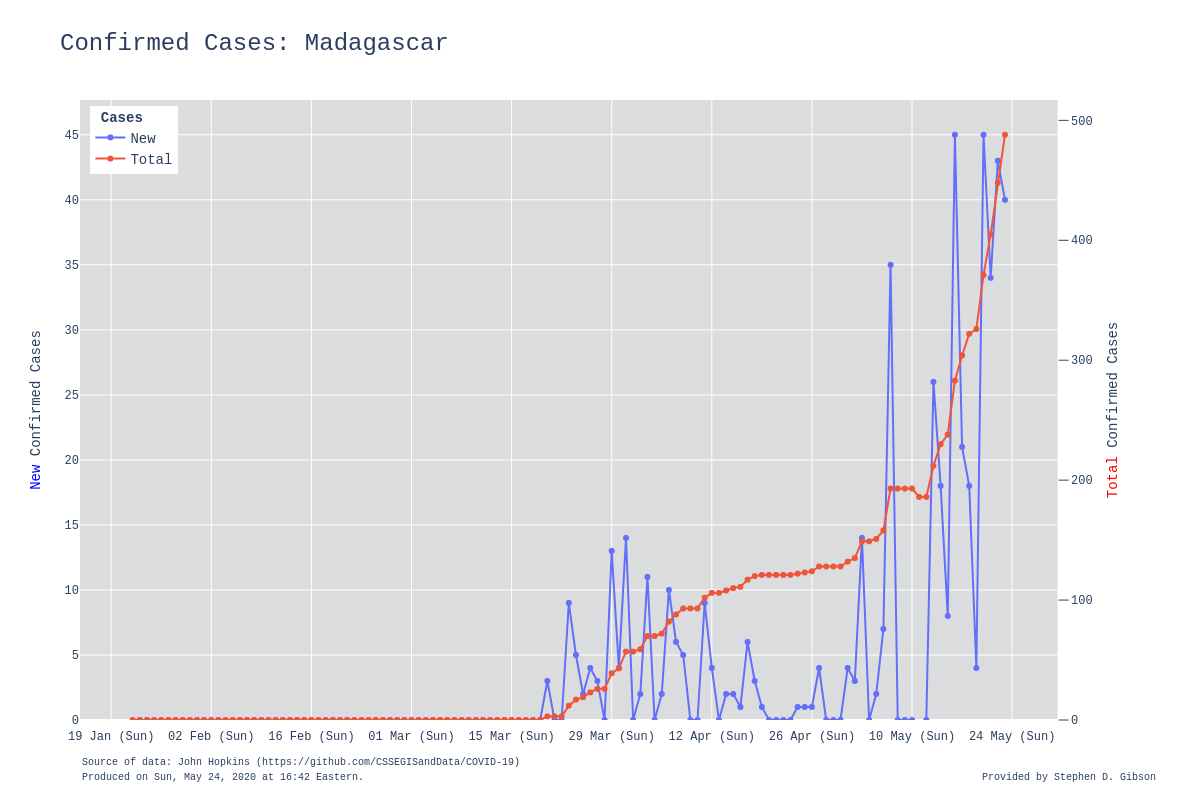 Confirmed Cases: Madagascar
Cases
New
Total
45
40
35
30
25
20
15
10
5
0
New Confirmed Cases
500
400
300
200
100
0
Total Confirmed Cases
19 Jan (Sun) 02 Feb (Sun) 16 Feb (Sun) 01 Mar (Sun) 15 Mar (Sun) 29 Mar (Sun) 12 Apr (Sun) 26 Apr (Sun) 10 May (Sun) 24 May (Sun)
Source of data: John Hopkins (https://github.com/CSSEGISandData/COVID-19)
Produced on Sun, May 24, 2020 at 16:42 Eastern.
Provided by Stephen D. Gibson